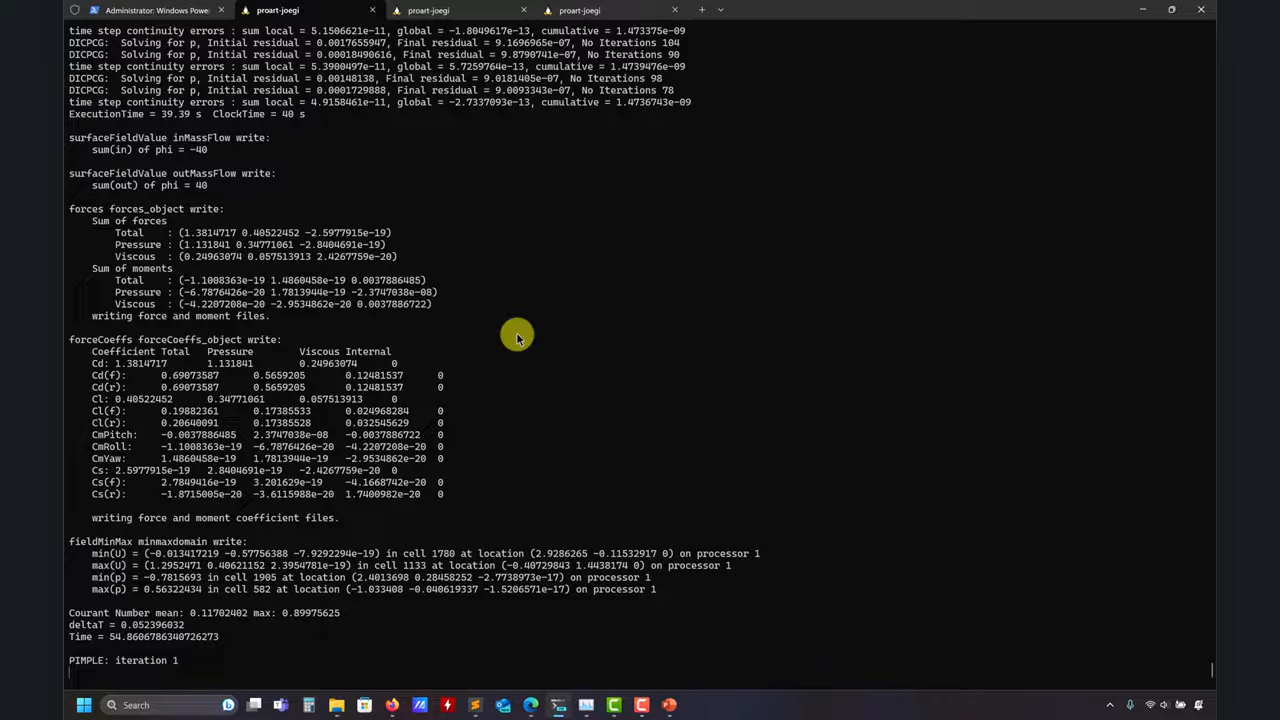 Administrator: Windows Power
proart-joegi
proart-joegi
proart-joegi
time step continuity errors : sum local = 5.1506621e-11, global = -1.8049617e-13, cumulative = 1.473375e-09
DICPCG:  Solving for p, Initial residual = 0.0017655947, Final residual = 9.1696965e-07, No Iterations 104
DICPCG:  Solving for p, Initial residual = 0.00018490616, Final residual = 9.8790741e-07, No Iterations 90
time step continuity errors : sum local = 5.3900497e-11, global = 5.7259764e-13, cumulative = 1.4739476e-09
DICPCG:  Solving for p, Initial residual = 0.00148138, Final residual = 9.0181405e-07, No Iterations 98
DICPCG:  Solving for p, Initial residual = 0.0001729888, Final residual = 9.0093343e-07, No Iterations 78
time step continuity errors : sum local = 4.9158461e-11, global = -2.7337093e-13, cumulative = 1.4736743e-09
ExecutionTime = 39.39 s  ClockTime = 40 s
surfaceFieldValue inMassFlow write:
sum(in) of phi = -40
surfaceFieldValue outMassFlow write:
sum(out) of phi = 40
forces forces_object write:
Sum of forces
Total    : (1.3814717 0.40522452 -2.5977915e-19)
Pressure : (1.131841 0.34771061 -2.8404691e-19)
Viscous  : (0.24963074 0.057513913 2.4267759e-20)
Sum of moments
Total    : (-1.1008363e-19 1.4860458e-19 0.0037886485)
Pressure : (-6.7876426e-20 1.7813944e-19 -2.3747038e-08)
Viscous  : (-4.2207208e-20 -2.9534862e-20 0.0037886722)
writing force and moment files.
forceCoeffs forceCoeffs_object write:
Coefficient Total Pressure Viscous Internal
Cd: 1.3814717 1.131841 0.24963074 0
Cd(f): 0.69073587 0.5659205 0.12481537 0
Cd(r): 0.69073587 0.5659205 0.12481537 0
Cl: 0.40522452 0.34771061 0.057513913 0
Cl(f): 0.19882361 0.17385533 0.024968284 0
Cl(r): 0.20640091 0.17385528 0.032545629 0
CmPitch: -0.0037886485 2.3747038e-08 -0.0037886722 0
CmRoll: -1.1008363e-19 -6.7876426e-20 -4.2207208e-20 0
CmYaw: 1.4860458e-19 1.7813944e-19 -2.9534862e-20 0
Cs: 2.5977915e-19 2.8404691e-19 -2.4267759e-20 0
Cs(f): 2.7849416e-19 3.201629e-19 -4.1668742e-20 0
Cs(r): -1.8715005e-20 -3.6115988e-20 1.7400982e-20 0
writing force and moment coefficient files.
fieldMinMax minmaxdomain write:
min(U) = (-0.013417219 -0.57756388 -7.9292294e-19) in cell 1780 at location (2.9286265 -0.11532917 0) on processor 1
max(U) = (1.2952471 0.40621152 2.3954781e-19) in cell 1133 at location (-0.40729843 1.4438174 0) on processor 1
min(p) = -0.7815693 in cell 1905 at location (2.4013698 0.28458252 -2.7738973e-17) on processor 1
max(p) = 0.56322434 in cell 582 at location (-1.033408 -0.040619337 -1.5206571e-17) on processor 1
Courant Number mean: 0.11702402 max: 0.89975625
deltaT = 0.052396032
Time = 54.8606786340726273
PIMPLE: iteration 1
Search